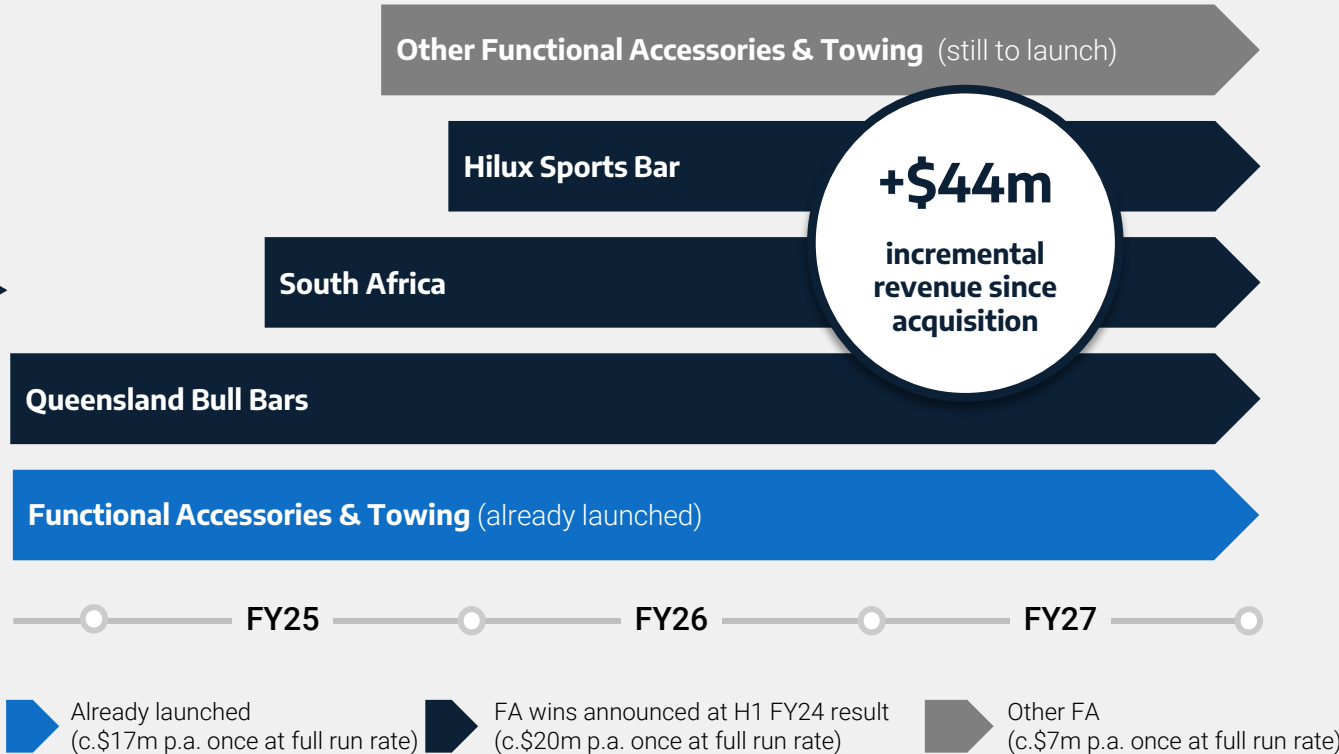 Other Functional Accessories & Towing (still to launch)
Hilux Sports Bar
+$44m
incremental
revenue since
acquisition
South Africa
Queensland Bull Bars
Functional Accessories & Towing (already launched)
FY25 FY26 FY27
Already launched
(c.$17m p.a. once at full run rate)
FA wins announced at H1 FY24 result
(c.$20m p.a. once at full run rate)
Other FA
(c.$7m p.a. once at full run rate)